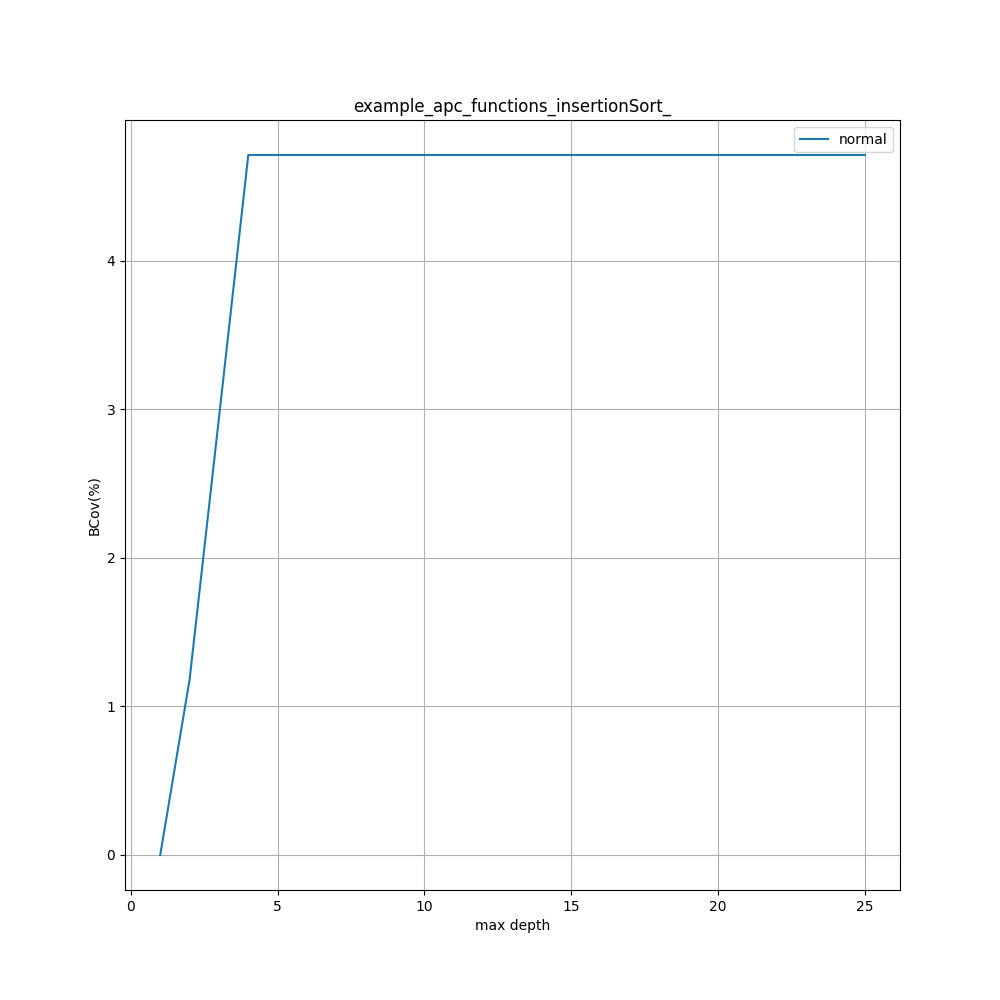 example_apc_functions_insertionSort_
normal
4
3
2
1
0
BCov(%)
0 5 10 15 20 25
max depth